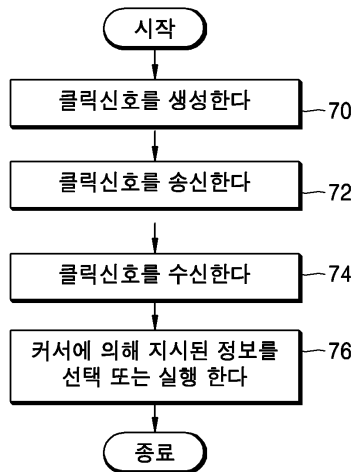 시작
클릭신호를 생성한다
70
클릭신호를 송신한다
72
클릭신호를 수신한다
74
커서에 의해 지시된 정보를
선택 또는 실행 한다
76
종료